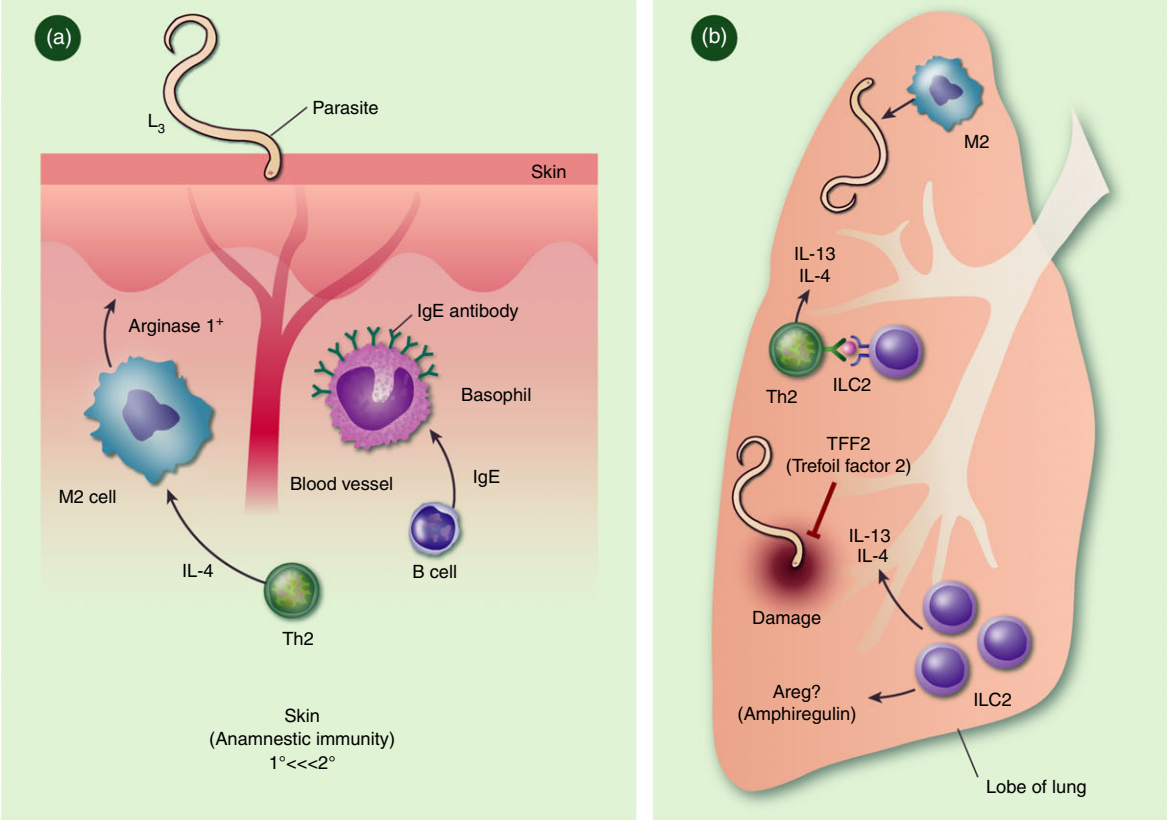 (a)
L3
Parasite
Skin
Arginase 1+
IgE antibody
Basophil
M2 cell
Blood vessel
IgE
IL-4
B cell
Th2
Skin
(Anamnestic immunity)
1°<<<2°
(b)
M2
IL-13
IL-4
Th2
ILC2
TFF2
(Trefoil factor 2)
IL-13
IL-4
Damage
Areg?
(Amphiregulin)
ILC2
Lobe of lung